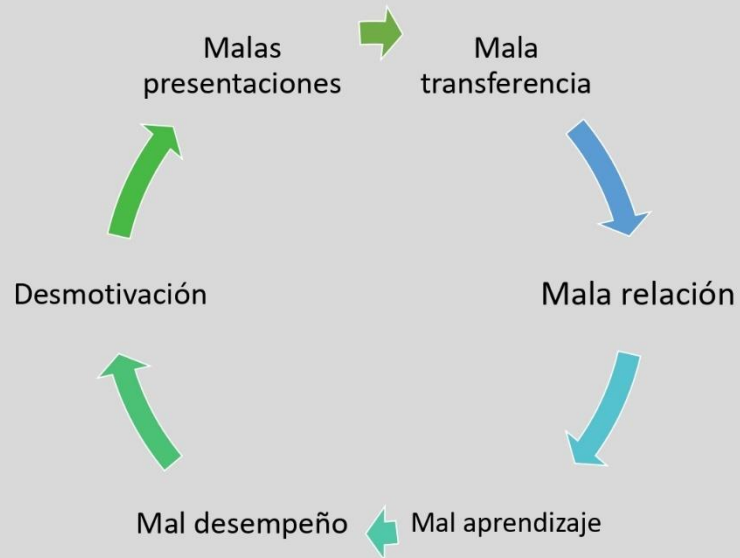 Malas
presentaciones
Mala
transferencia
Mala relación
Mal aprendizaje
Mal desempeño
Desmotivación